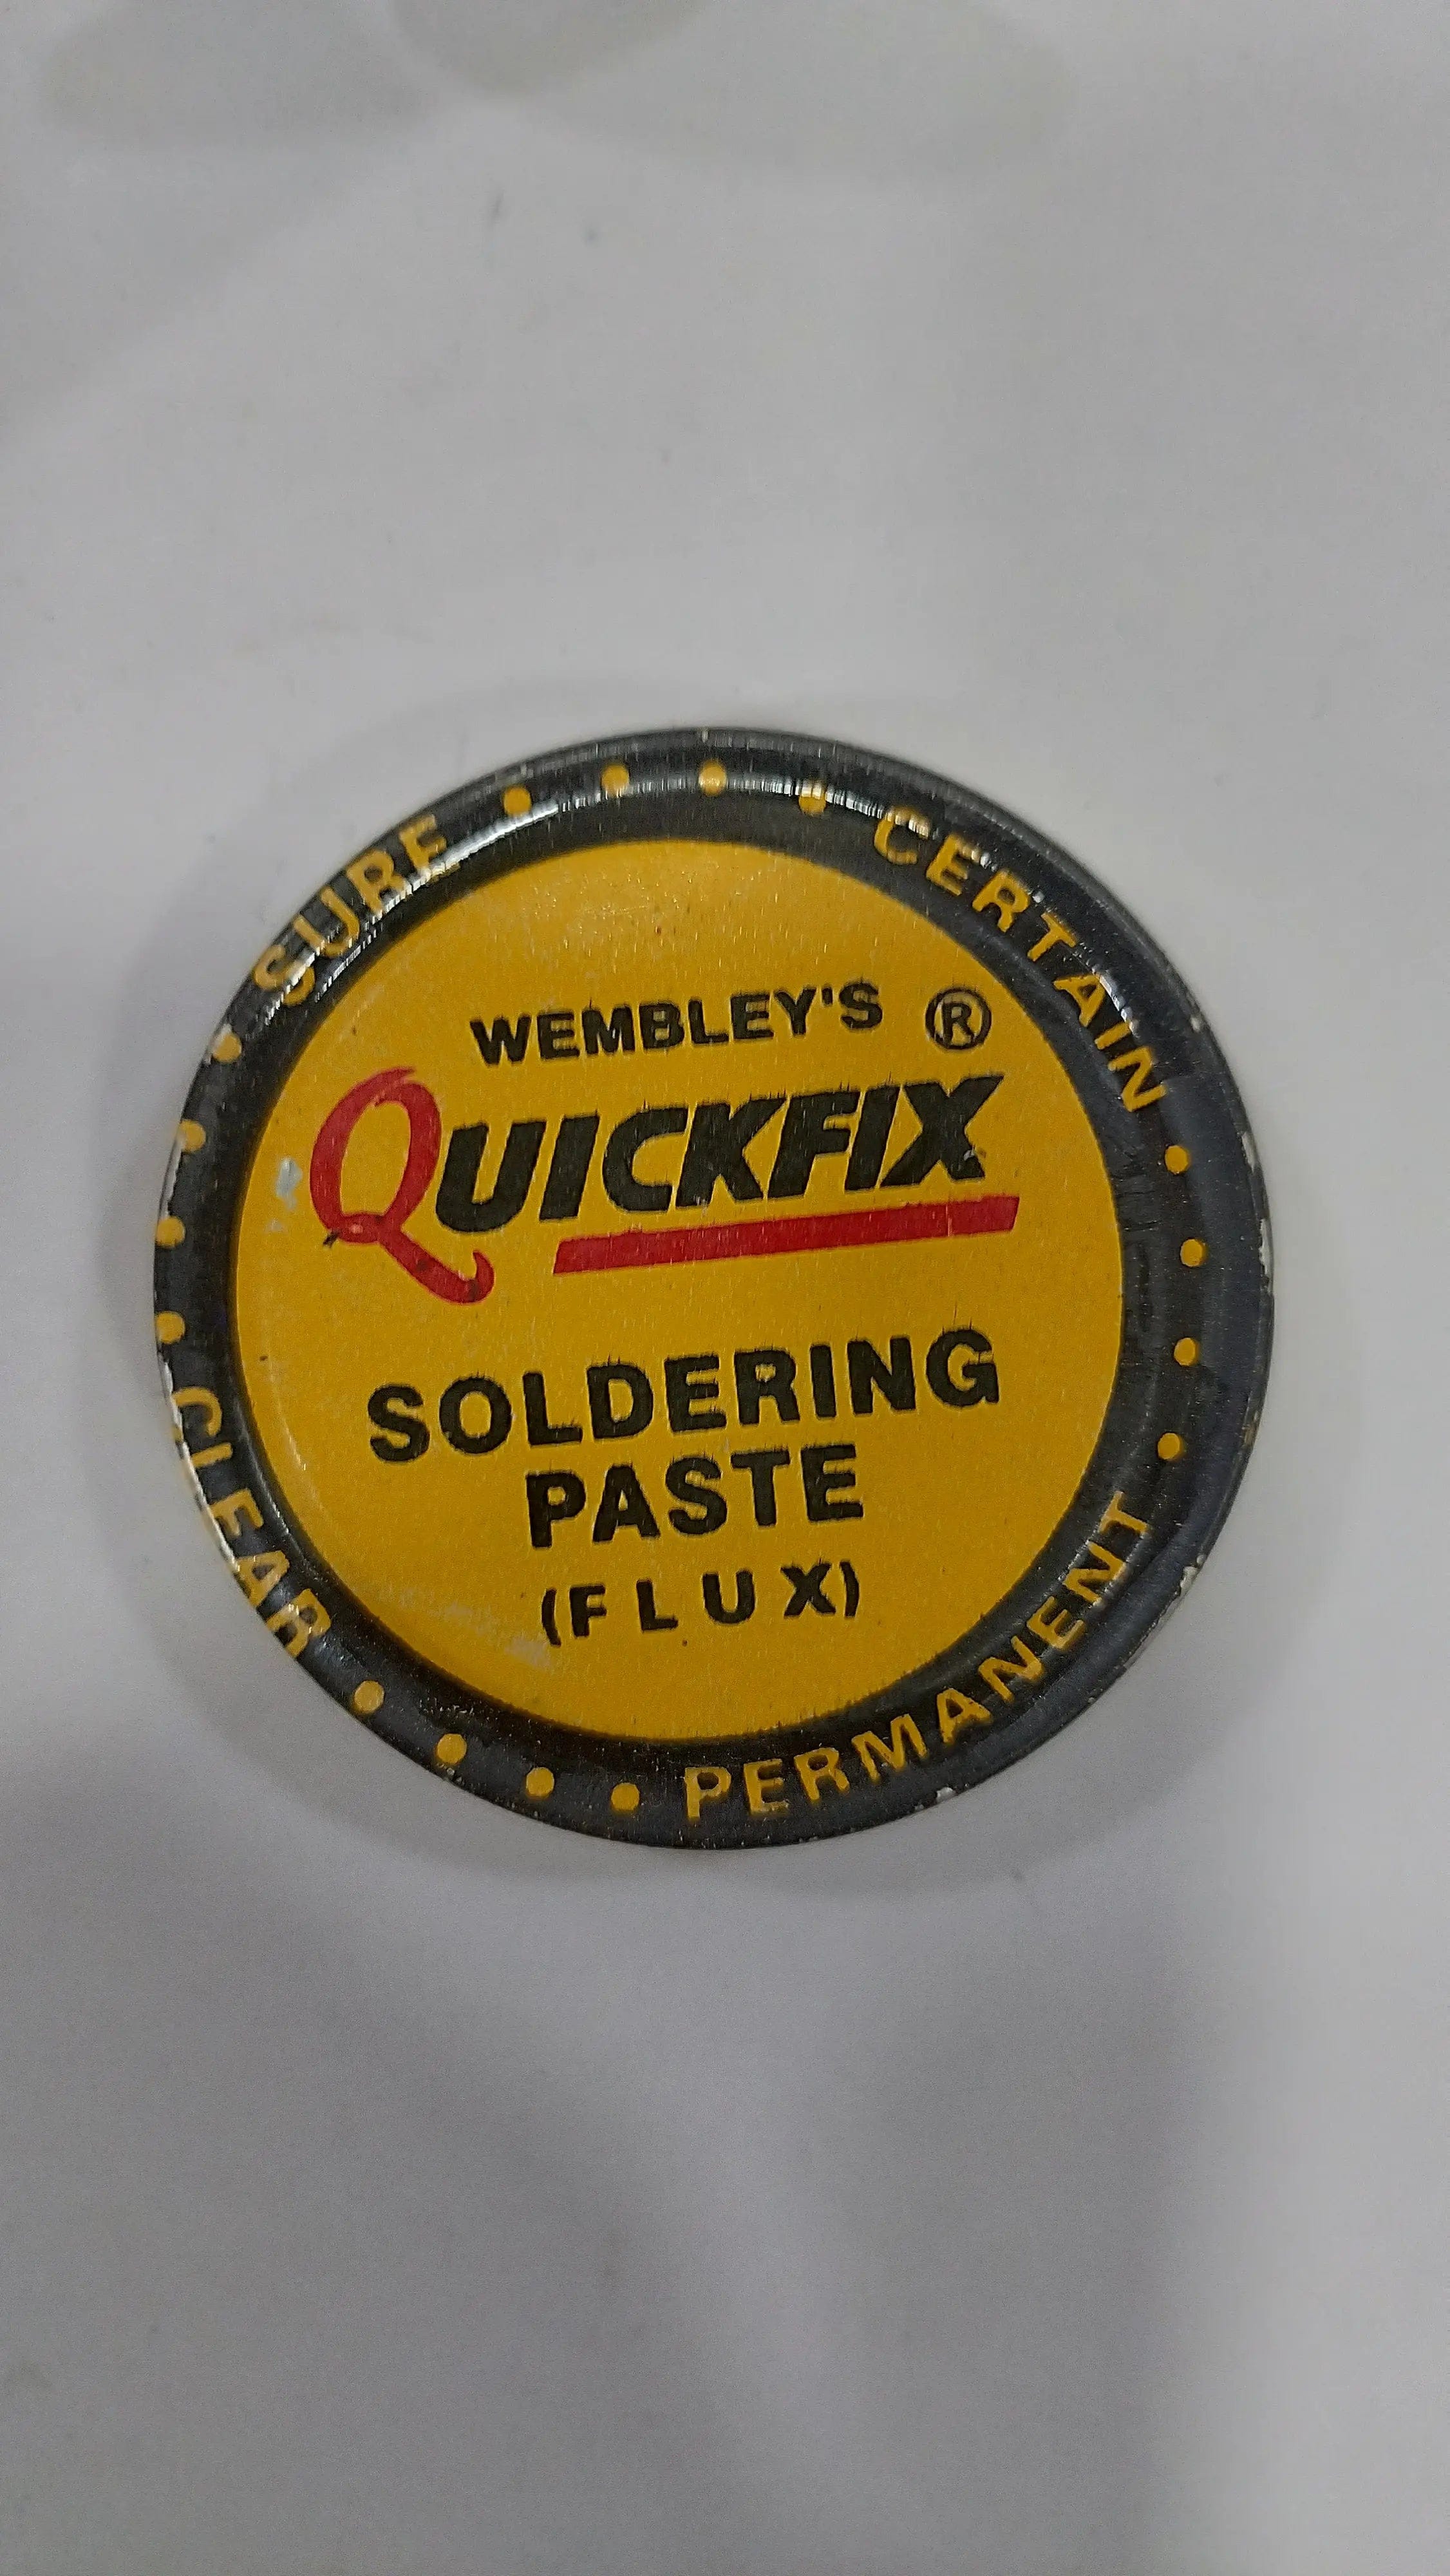 WEMBLEY'S ®
QUICKFIX
SOLDERING
PASTE
(FLUX)
SURE
CERTAIN
PERMANENT
CLEAR